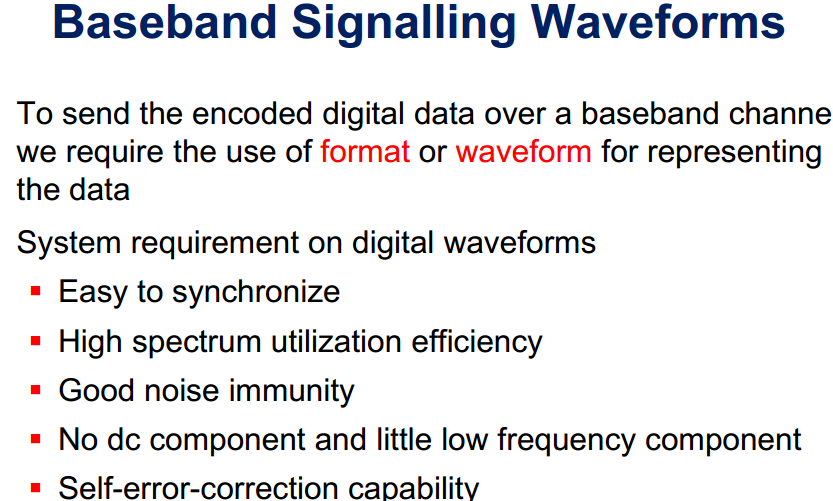 Baseband Signalling Waveforms
To send the encoded digital data over a baseband channe
we require the use of format or waveform for representing
the data
System requirement on digital waveforms
▪ Easy to synchronize
▪ High spectrum utilization efficiency
▪ Good noise immunity
▪ No dc component and little low frequency component
▪ Self-error-correction capability